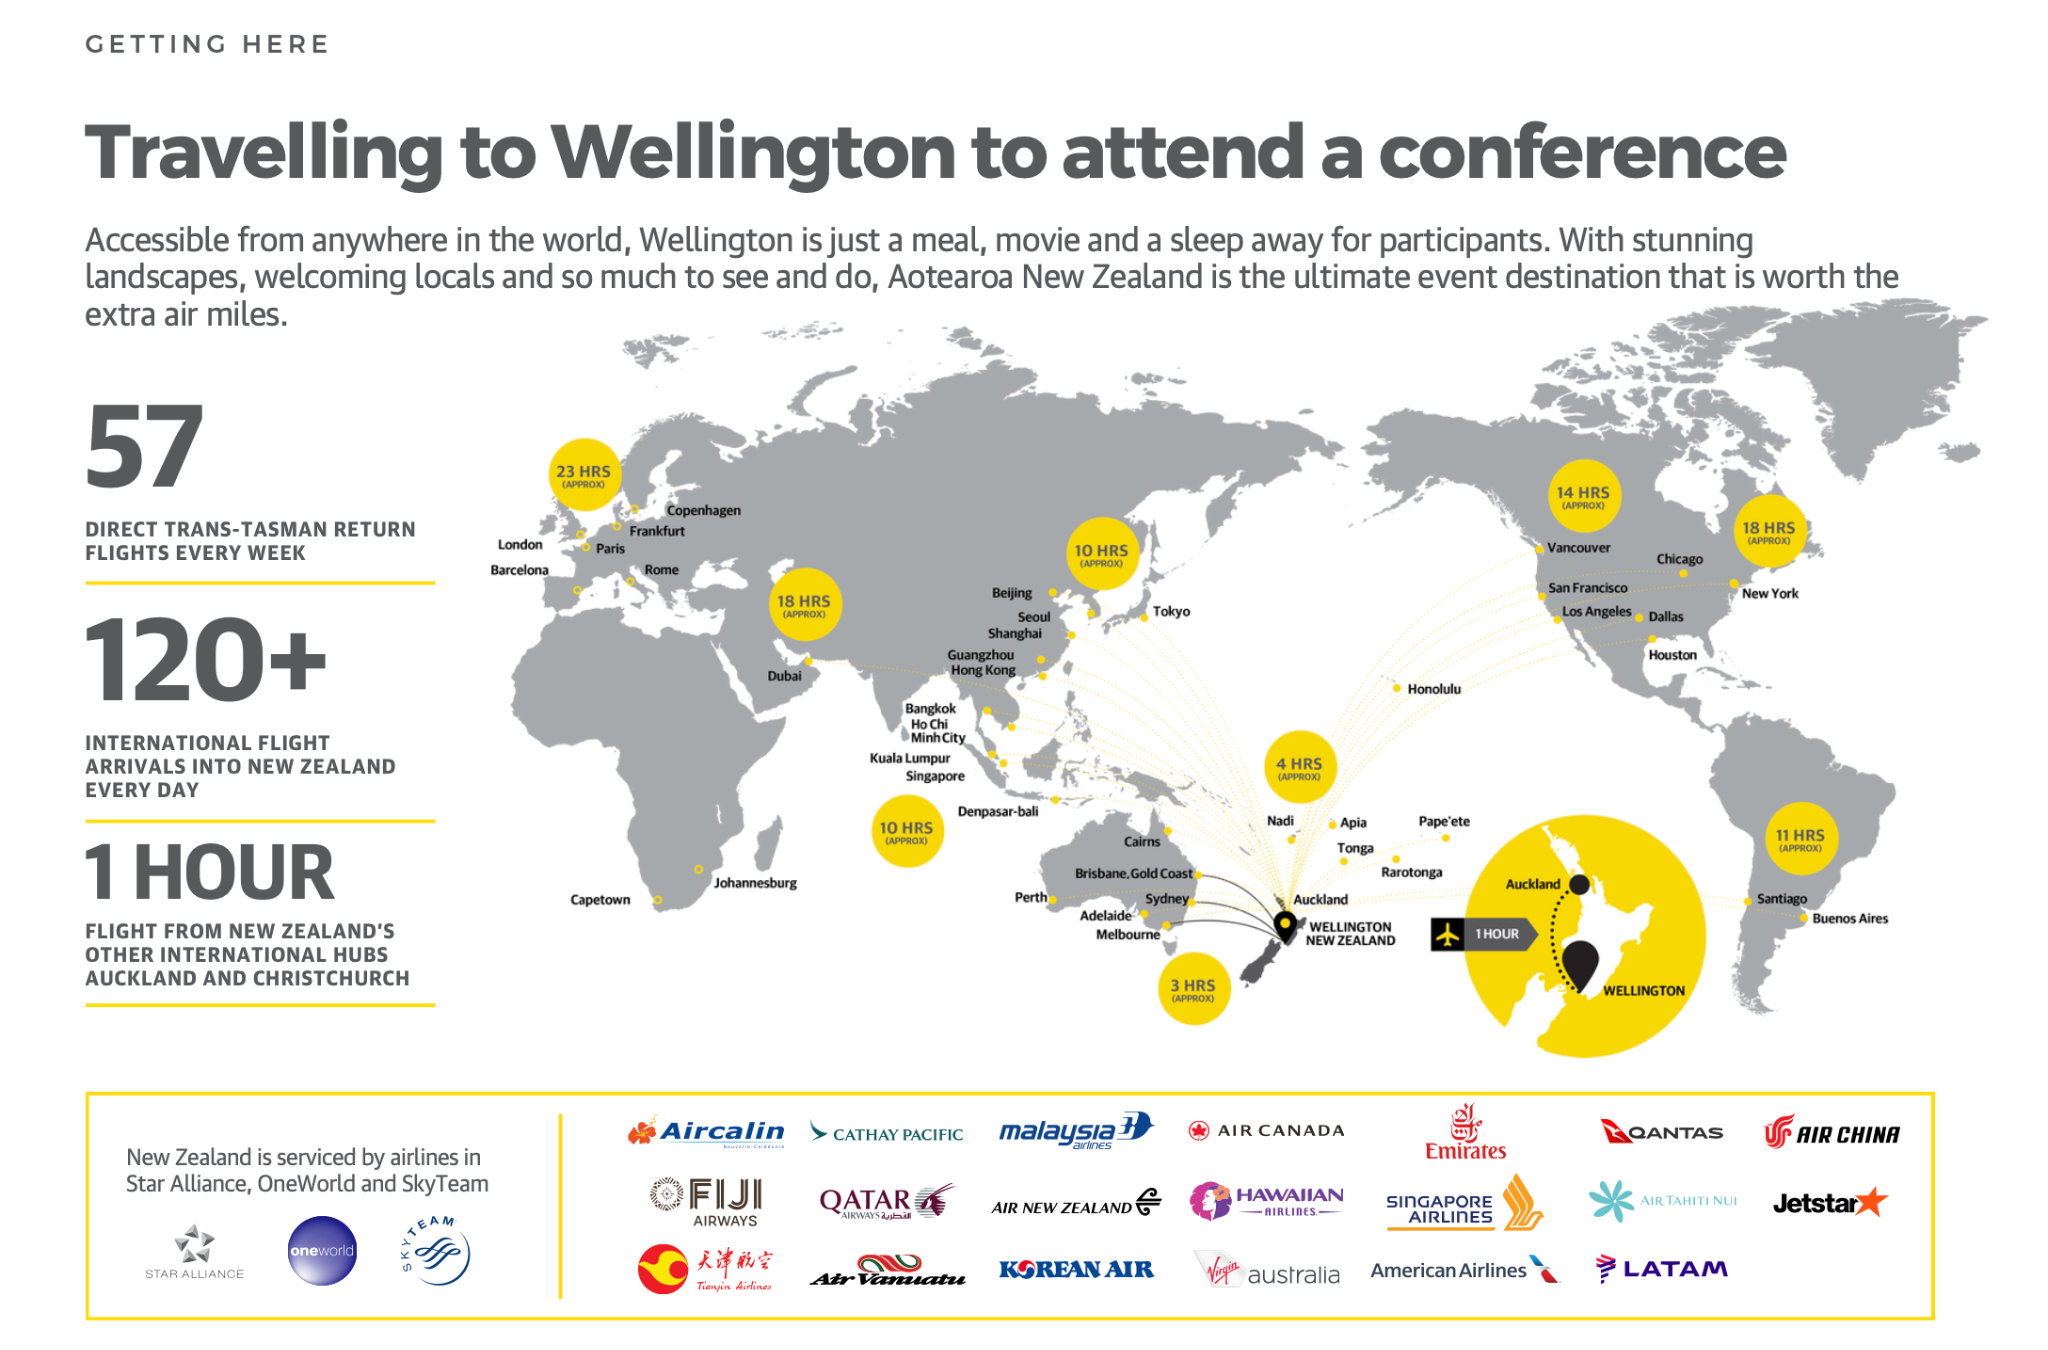 GETTING HERE
Travelling to Wellington to attend a conference
Accessible from anywhere in the world, Wellington is just a meal, movie and a sleep away for participants. With stunning
landscapes, welcoming locals and so much to see and do, Aotearoa New Zealand is the ultimate event destination that is worth the
extra air miles.
57
DIRECT TRANS-TASMAN RETURN
FLIGHTS EVERY WEEK
120+
INTERNATIONAL FLIGHT
ARRIVALS INTO NEW ZEALAND
EVERY DAY
1 HOUR
FLIGHT FROM NEW ZEALAND'S
OTHER INTERNATIONAL HUBS
AUCKLAND AND CHRISTCHURCH
23 HRS
(APPROX)
Copenhagen
Frankfurt
London
Paris
Barcelona
Rome
18 HRS
(APPROX)
Dubai
Capetown
Johannesburg
10 HRS
(APPROX)
Beijing
Seoul
Tokyo
Shanghai
Guangzhou
Hong Kong
Bangkok
Ho Chi
Minh City
Kuala Lumpur
Singapore
Denpasar-bali
10 HRS
(APPROX)
Cairns
Brisbane, Gold Coast
Perth
Sydney
Adelaide
Melbourne
3 HRS
(APPROX)
4 HRS
(APPROX)
Nadi
Apia
Pape'ete
Tonga
Rarotonga
Auckland
WELLINGTON
NEW ZEALAND
Honolulu
14 HRS
(APPROX)
18 HRS
(APPROX)
Vancouver
Chicago
San Francisco
New York
Los Angeles
Dallas
Houston
11 HRS
(APPROX)
Santiago
Buenos Aires
Auckland
1 HOUR
WELLINGTON
New Zealand is serviced by airlines in
Star Alliance, OneWorld and SkyTeam
STAR ALLIANCE
oneworld
SKYTEAM
Aircalin
Nouvelle-Calédonie
CATHAY PACIFIC
malaysia
airlines
AIR CANADA
Emirates
QANTAS
AIR CHINA
FIJI
AIRWAYS
QATAR
AIRWAYS القطرية
AIR NEW ZEALAND
HAWAIIAN
AIRLINES.
SINGAPORE
AIRLINES
AIR TAHITI NUI
Jetstar
天津航空
Tianjin Airlines
Air Vanuatu
KOREAN AIR
Virgin australia
American Airlines
LATAM